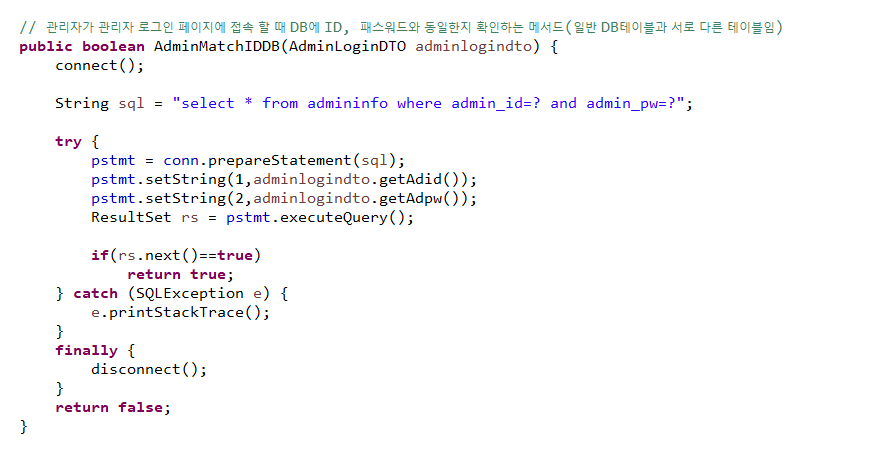 // 관리자가 관리자 로그인 페이지에 접속 할 때 DB에 ID, 패스워드와 동일한지 확인하는 메서드(일반 DB테이블과 서로 다른 테이블임)
public boolean AdminMatchIDDB(AdminLoginDTO adminlogindto) {
    connect();

    String sql = "select * from admininfo where admin_id=? and admin_pw=?";

    try {
        pstmt = conn.prepareStatement(sql);
        pstmt.setString(1,adminlogindto.getAdid());
        pstmt.setString(2,adminlogindto.getAdpw());
        ResultSet rs = pstmt.executeQuery();

        if(rs.next()==true)
            return true;
    } catch (SQLException e) {
        e.printStackTrace();
    }
    finally {
        disconnect();
    }
    return false;
}